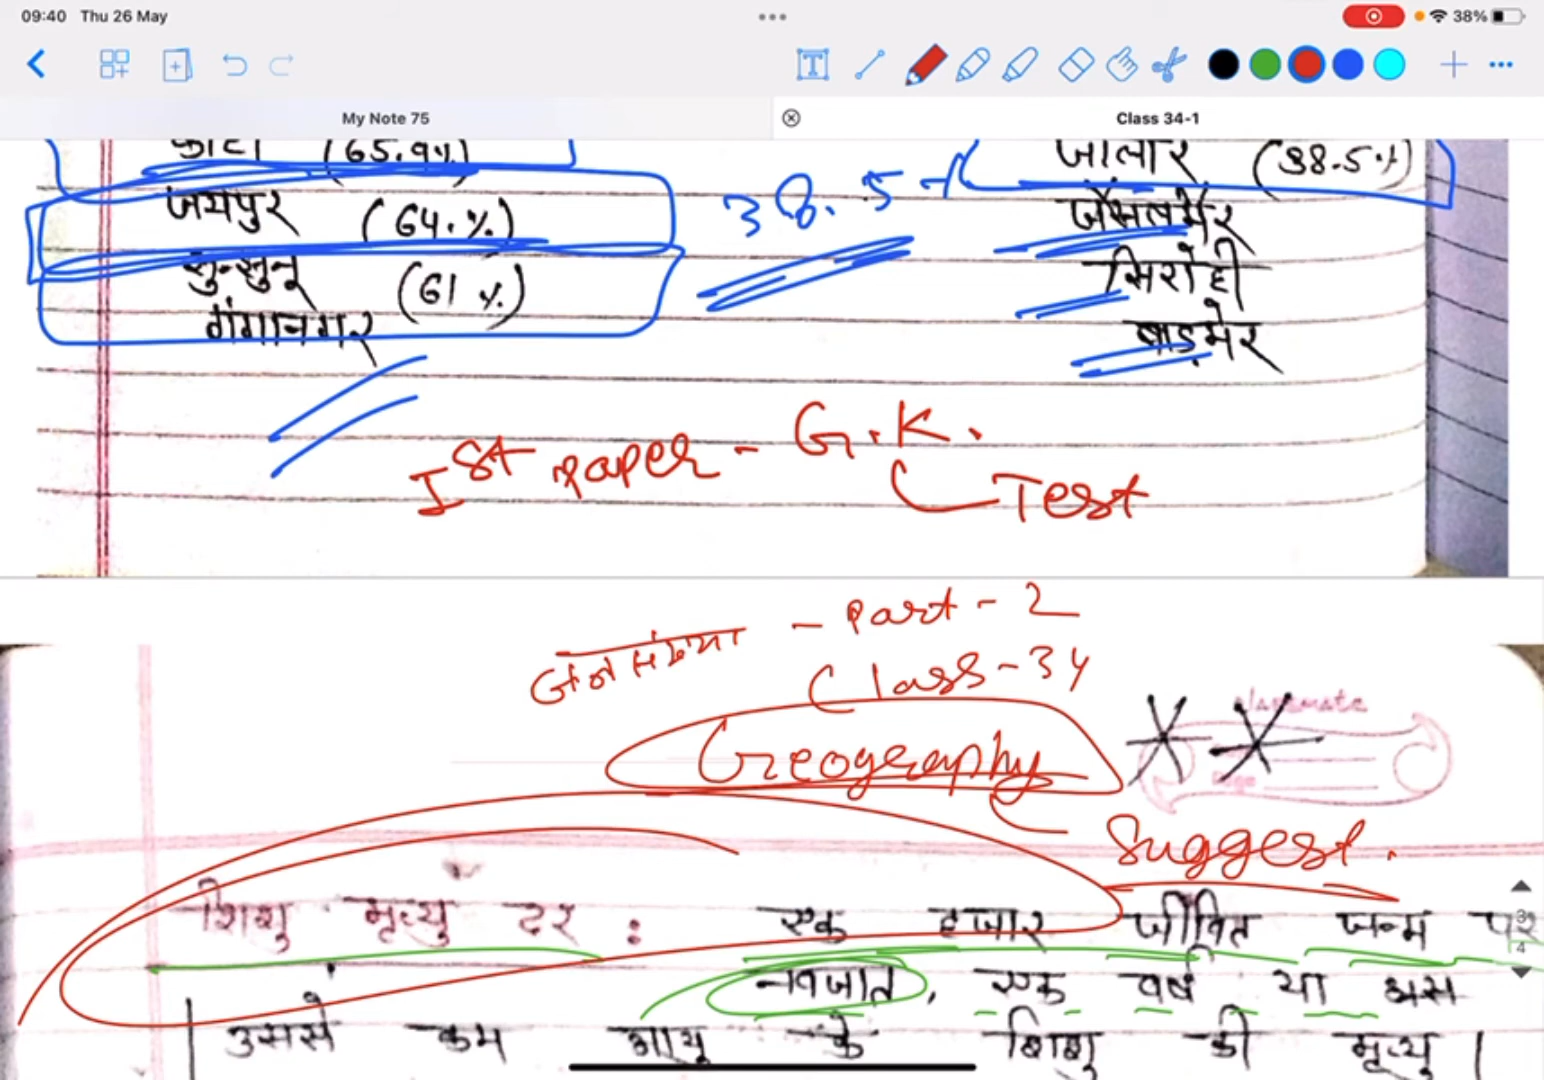 09:40 Thu 26 May
38%
My Note 75
Class 34-1
कोटा (65.9%)
जालौर (38.5%)
जयपुर (64.%)
38.5%
जैसलमेर
झुन्झुनू (61%)
सिरोही
गंगानगर
बाड़मेर
Ist paper - G.K.
Test
जनसंख्या - Part - 2
Class-34
Geography
classmate
Page
Suggest.
शिशु मृत्यु दर : एक हजार जीवित जन्म पर
नवजात, एक वर्ष या
उससे कम आयु के शिशु की मृत्यु ।